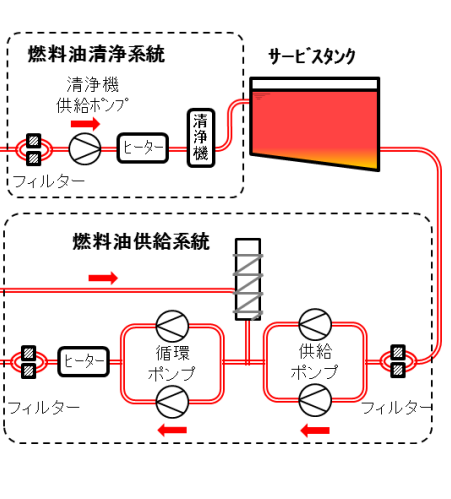 燃料油清浄系統
サービスタンク
清浄機
供給ポンプ
ヒーター
清
浄
機
フィルター
燃料油供給系統
循環
ポンプ
供給
ポンプ
ヒーター
フィルター
フィルター